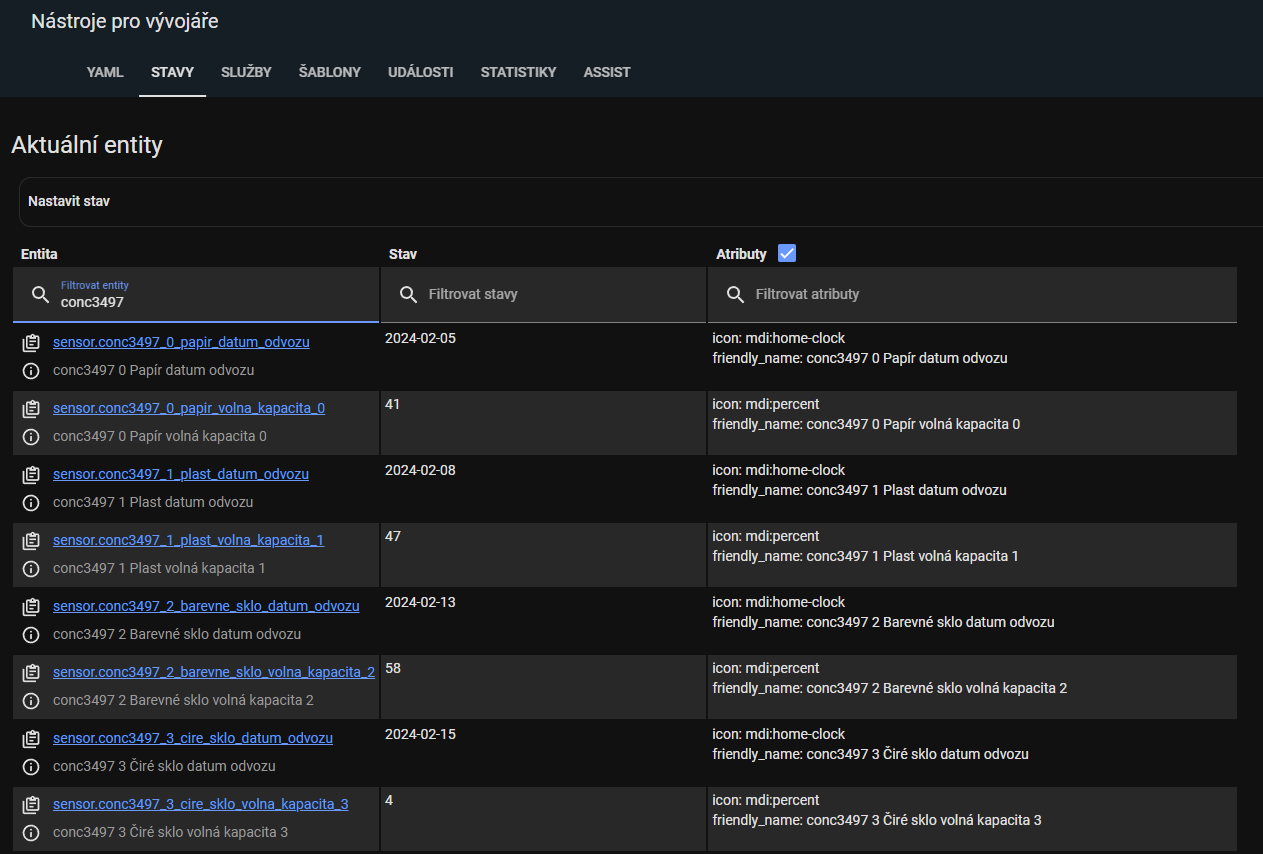 Nástroje pro vývojáře
YAML STAVY SLUŽBY ŠABLONY UDÁLOSTI STATISTIKY ASSIST
Aktuální entity
Nastavit stav
Entita Stav Atributy
Filtrovat entity
conc3497 Filtrovat stavy Filtrovat atributy
sensor.conc3497_0_papir_datum_odvozu 2024-02-05 icon: mdi:home-clock
friendly_name: conc3497 0 Papír datum odvozu
conc3497 0 Papír datum odvozu
sensor.conc3497_0_papir_volna_kapacita_0 41 icon: mdi:percent
friendly_name: conc3497 0 Papír volná kapacita 0
conc3497 0 Papír volná kapacita 0
sensor.conc3497_1_plast_datum_odvozu 2024-02-08 icon: mdi:home-clock
friendly_name: conc3497 1 Plast datum odvozu
conc3497 1 Plast datum odvozu
sensor.conc3497_1_plast_volna_kapacita_1 47 icon: mdi:percent
friendly_name: conc3497 1 Plast volná kapacita 1
conc3497 1 Plast volná kapacita 1
sensor.conc3497_2_barevne_sklo_datum_odvozu 2024-02-13 icon: mdi:home-clock
friendly_name: conc3497 2 Barevné sklo datum odvozu
conc3497 2 Barevné sklo datum odvozu
sensor.conc3497_2_barevne_sklo_volna_kapacita_2 58 icon: mdi:percent
friendly_name: conc3497 2 Barevné sklo volná kapacita 2
conc3497 2 Barevné sklo volná kapacita 2
sensor.conc3497_3_cire_sklo_datum_odvozu 2024-02-15 icon: mdi:home-clock
friendly_name: conc3497 3 Čiré sklo datum odvozu
conc3497 3 Čiré sklo datum odvozu
sensor.conc3497_3_cire_sklo_volna_kapacita_3 4 icon: mdi:percent
friendly_name: conc3497 3 Čiré sklo volná kapacita 3
conc3497 3 Čiré sklo volná kapacita 3